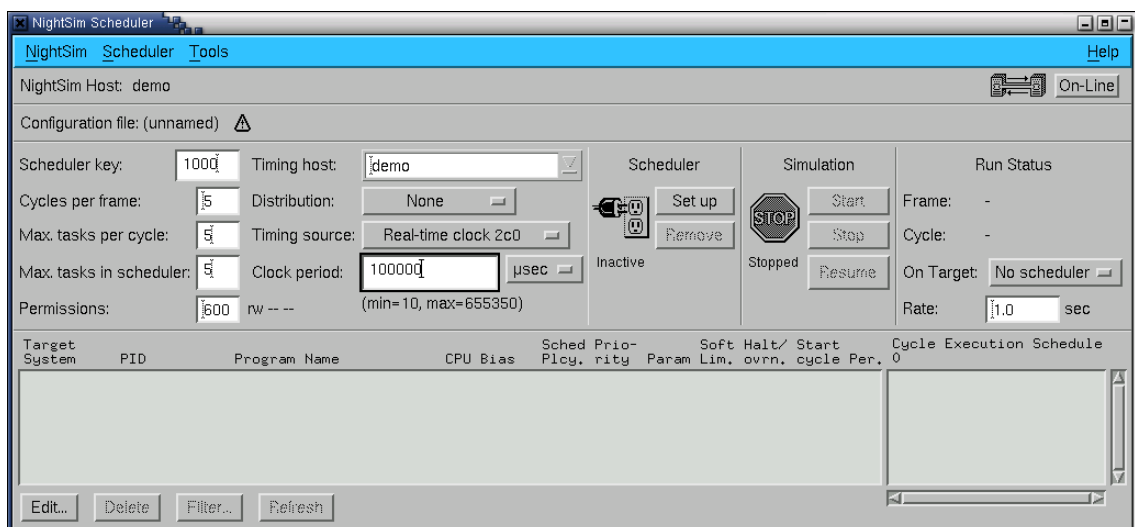 NightSim Scheduler
NightSim Scheduler Tools Help
NightSim Host: demo On-Line
Configuration file: (unnamed)
Scheduler key: 1000 Timing host: demo Scheduler Simulation Run Status
Cycles per frame: 5 Distribution: None Set up Start Frame: -
Max. tasks per cycle: 5 Timing source: Real-time clock 2c0 Remove STOP Stop Cycle: -
Max. tasks in scheduler: 5 Clock period: 100000 µsec Inactive Stopped Resume On Target: No scheduler
Permissions: 600 rw -- -- (min=10, max=655350) Rate: 1.0 sec
Target Sched Prio- Soft Halt/ Start Cycle Execution Schedule
System PID Program Name CPU Bias Plcy. rity Param Lim. ovrn. cycle Per. 0
Edit... Delete Filter... Refresh